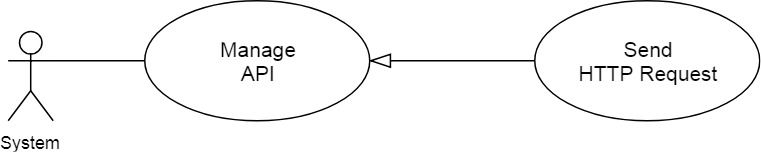 Manage
API
Send
HTTP Request
System